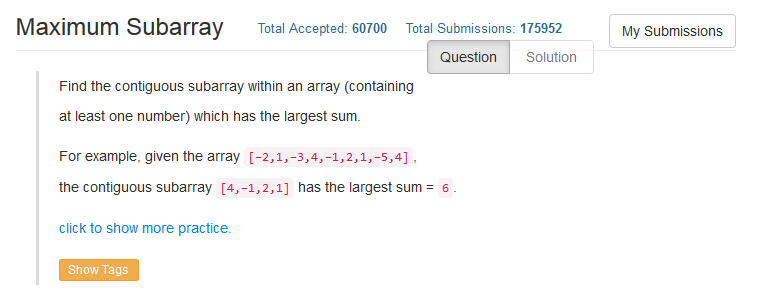 Maximum Subarray Total Accepted: 60700 Total Submissions: 175952 My Submissions
Question Solution
Find the contiguous subarray within an array (containing
at least one number) which has the largest sum.
For example, given the array [−2,1,−3,4,−1,2,1,−5,4] ,
the contiguous subarray [4,−1,2,1] has the largest sum = 6 .
click to show more practice.
Show Tags